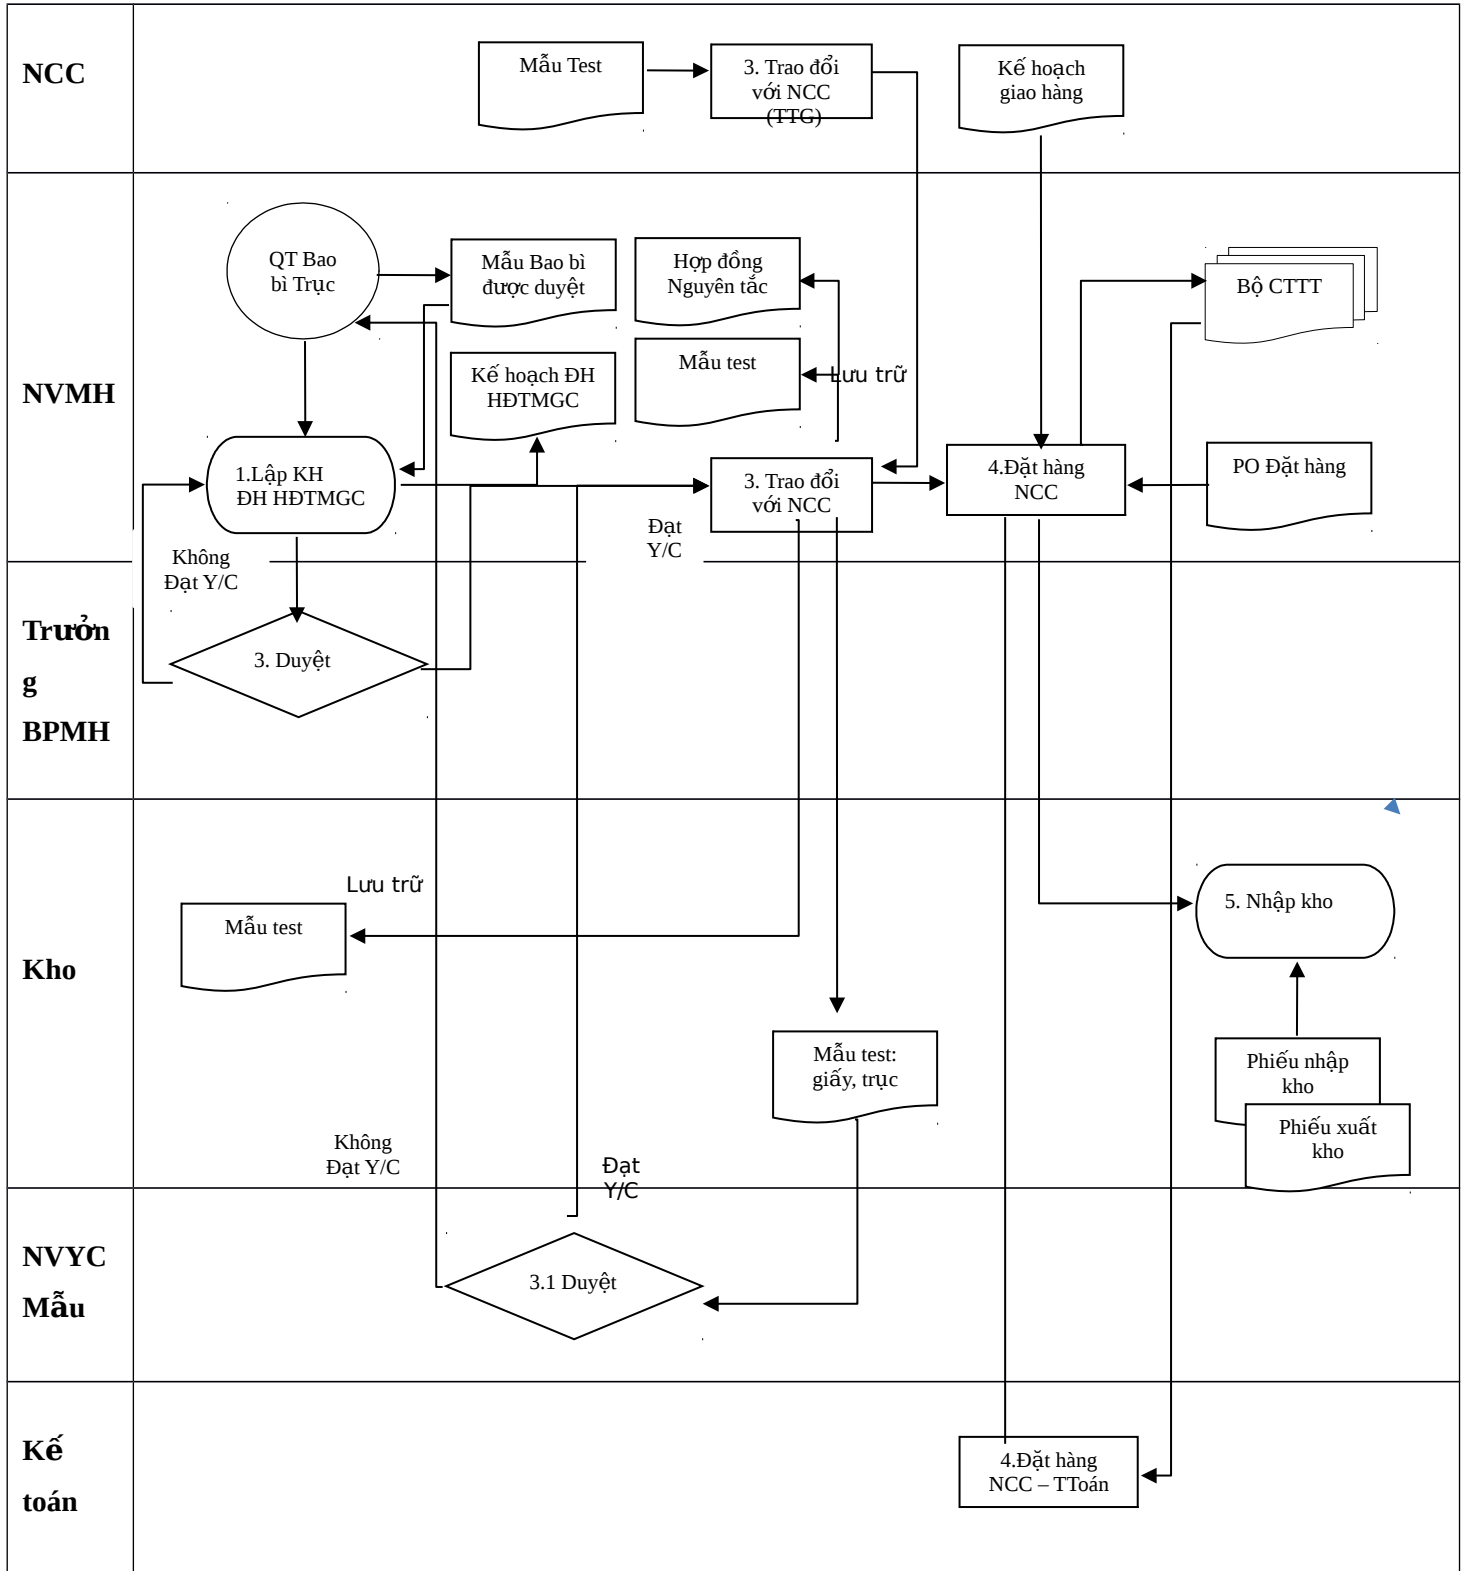 NCC
Mẫu Test
3. Trao đổi
với NCC
(TTG)
Kế hoạch
giao hàng
NVMH
QT Bao
bì Trục
Mẫu Bao bì
được duyệt
Hợp đồng
Nguyên tắc
Bộ CTTT
Kế hoạch ĐH
HĐTMGC
Mẫu test
Lưu trữ
1.Lập KH
ĐH HĐTMGC
3. Trao đổi
với NCC
4.Đặt hàng
NCC
PO Đặt hàng
Không
Đạt Y/C
Đạt
Y/C
Trưởn
g
BPMH
3. Duyệt
Kho
Lưu trữ
Mẫu test
5. Nhập kho
Mẫu test:
giấy, trục
Phiếu nhập
kho
Phiếu xuất
kho
Không
Đạt Y/C
Đạt
Y/C
NVYC
Mẫu
3.1 Duyệt
Kế
toán
4.Đặt hàng
NCC – TToán